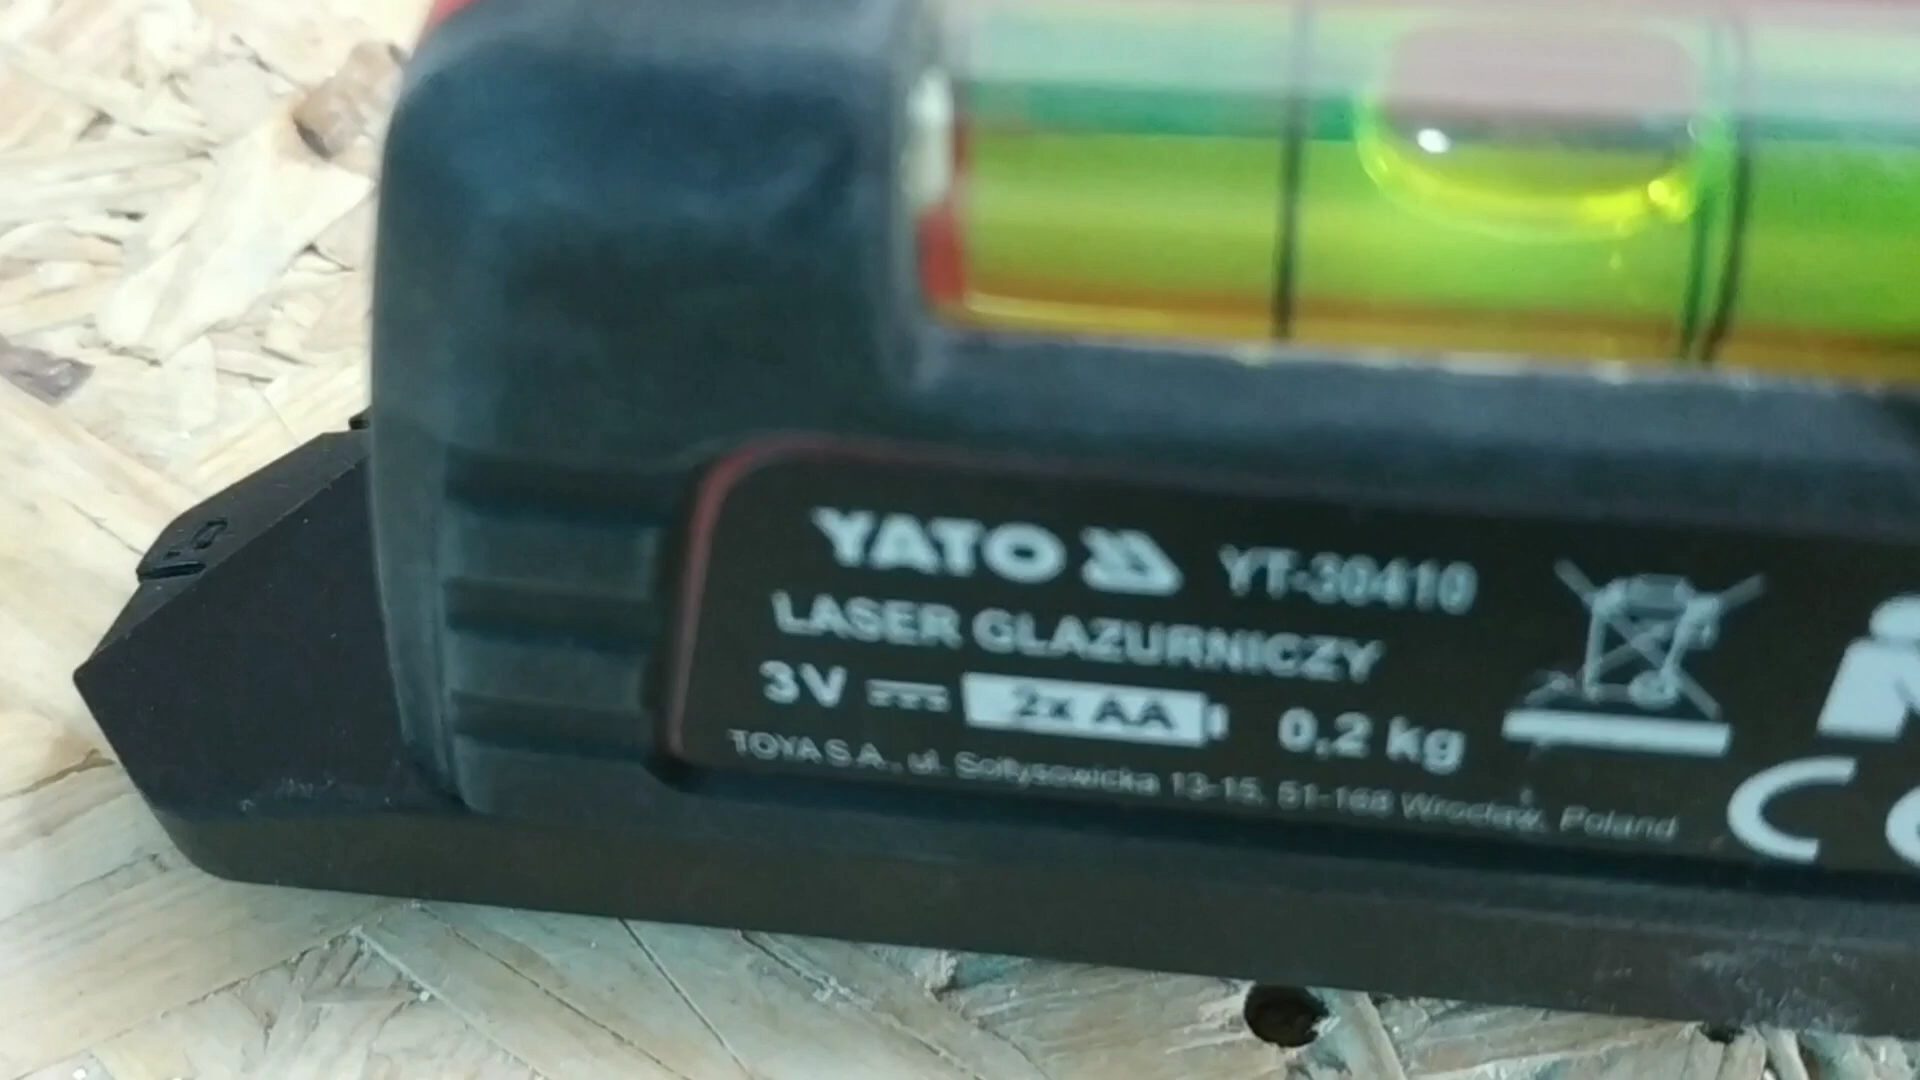 YATO YT-30410
LASER GLAZURNICZY
3V 2x AA 0,2 kg
TOYA S.A., ul. Sołtysowicka 13-15, 51-168 Wrocław, Poland
CE